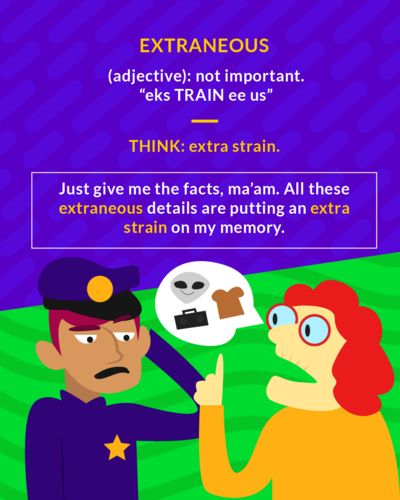 EXTRANEOUS
(adjective): not important.
“eks TRAIN ee us”
THINK: extra strain.
Just give me the facts, ma’am. All these
extraneous details are putting an extra
strain on my memory.